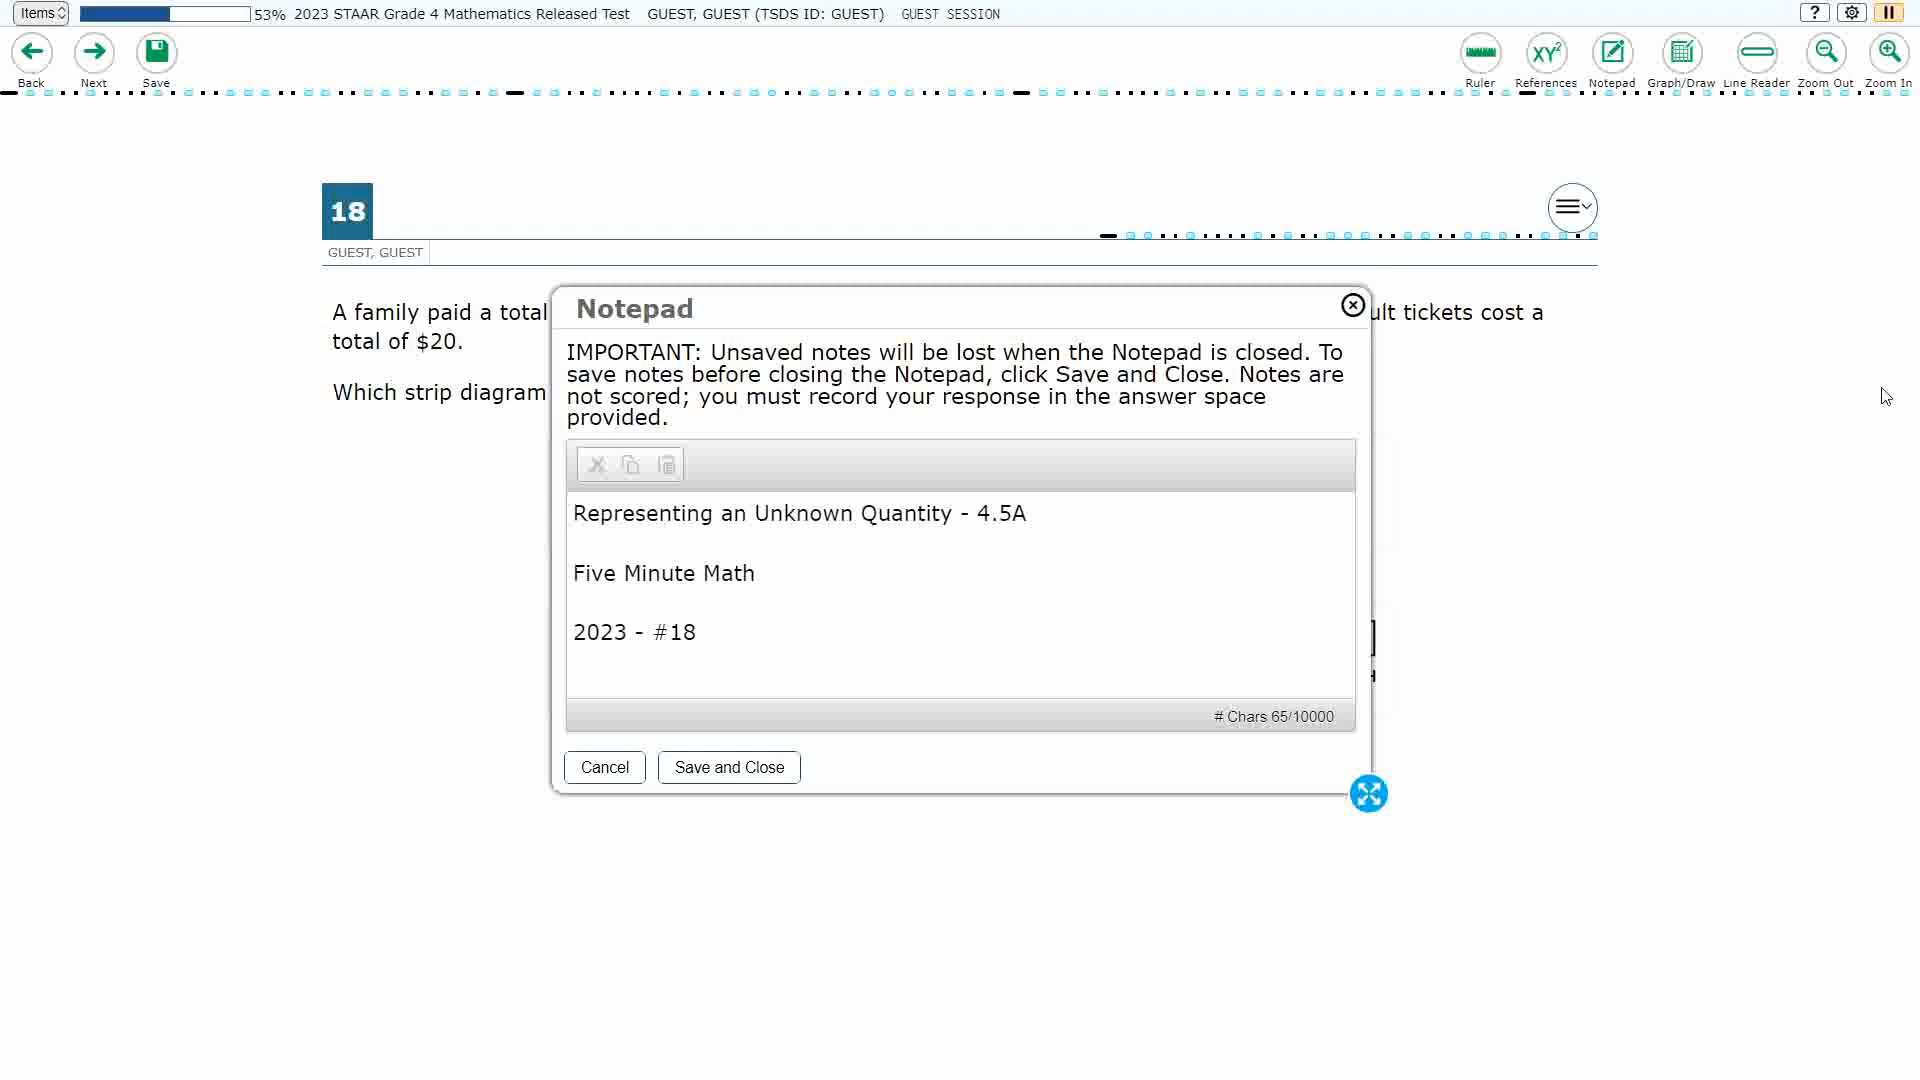 Items 53% 2023 STAAR Grade 4 Mathematics Released Test GUEST, GUEST (TSDS ID: GUEST) GUEST SESSION ?
Back Next Save XY² Ruler References Notepad Graph/Draw Line Reader Zoom Out Zoom In
18
GUEST, GUEST
A family paid a total ult tickets cost a
total of $20.
Which strip diagram
Notepad
IMPORTANT: Unsaved notes will be lost when the Notepad is closed. To
save notes before closing the Notepad, click Save and Close. Notes are
not scored; you must record your response in the answer space
provided.
Representing an Unknown Quantity - 4.5A
Five Minute Math
2023 - #18
# Chars 65/10000
Cancel Save and Close